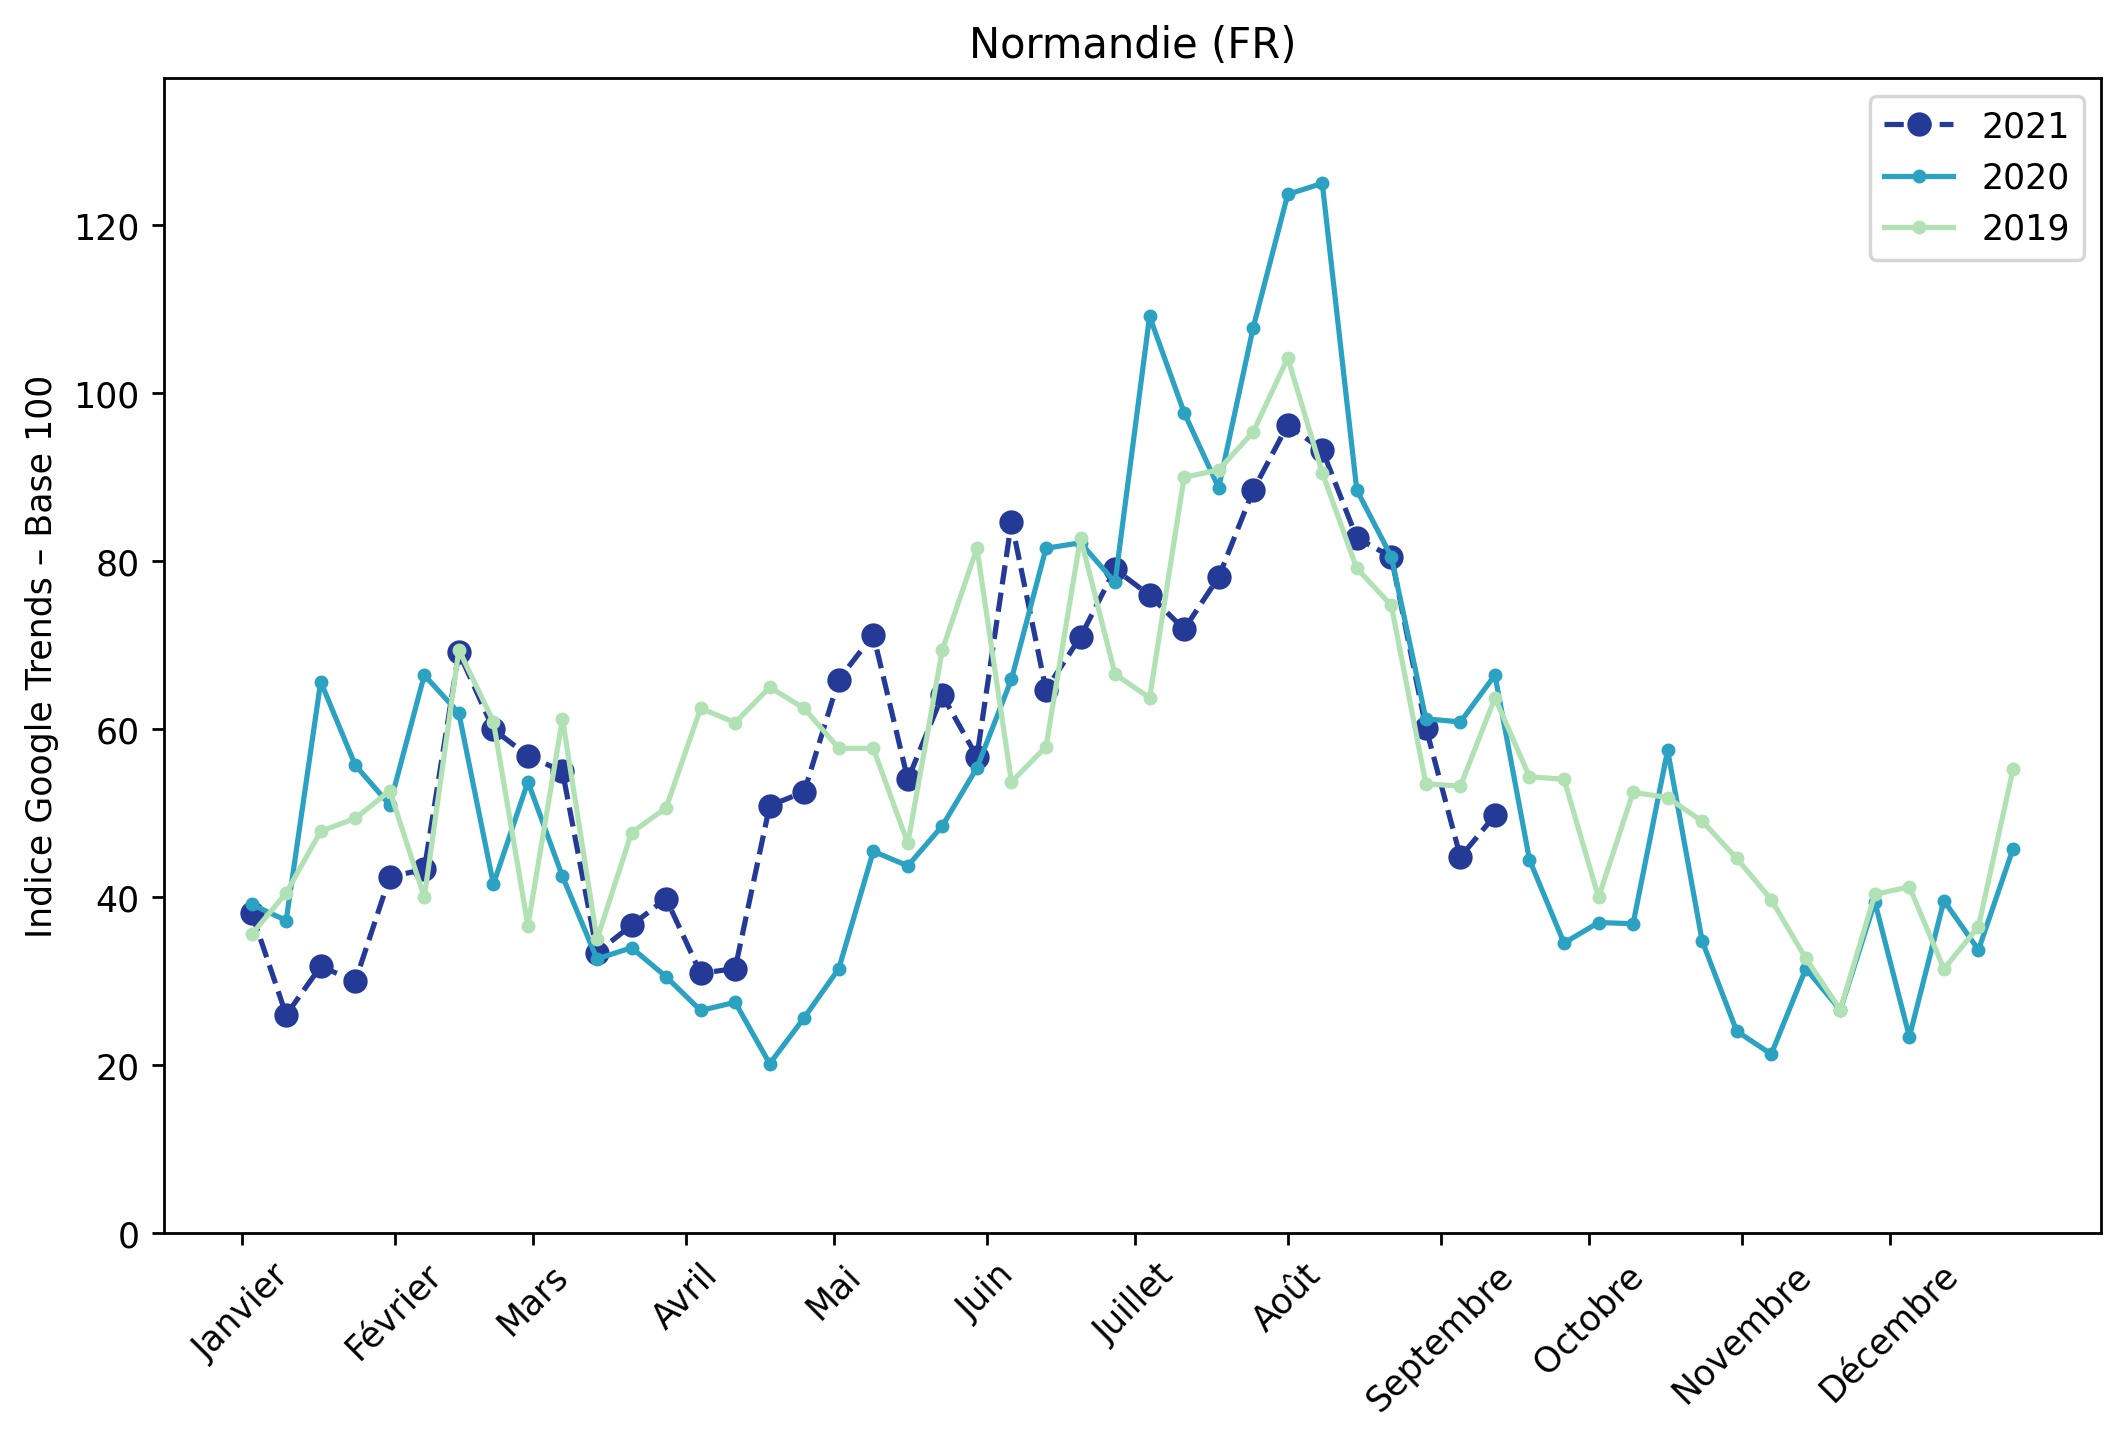 Normandie (FR)
2021
2020
2019
Indice Google Trends – Base 100
120
100
80
60
40
20
0
Janvier
Février
Mars
Avril
Mai
Juin
Juillet
Août
Septembre
Octobre
Novembre
Décembre